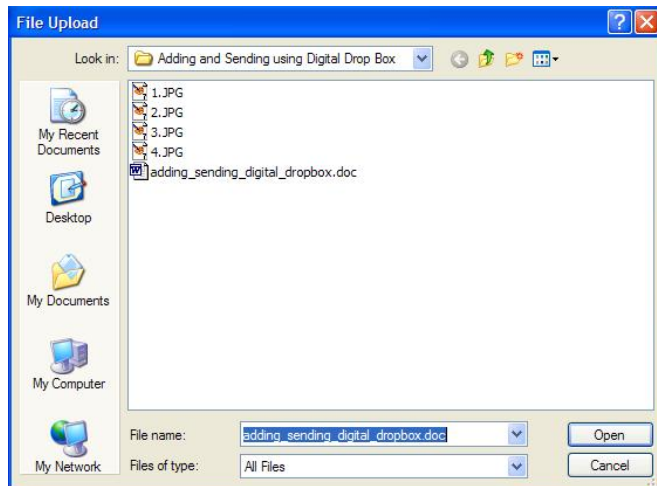 File Upload
Look in:
Adding and Sending using Digital Drop Box
My Recent
Documents
Desktop
My Documents
My Computer
My Network
1.JPG
2.JPG
3.JPG
4.JPG
adding_sending_digital_dropbox.doc
File name:
adding_sending_digital_dropbox.doc
Open
Files of type:
All Files
Cancel